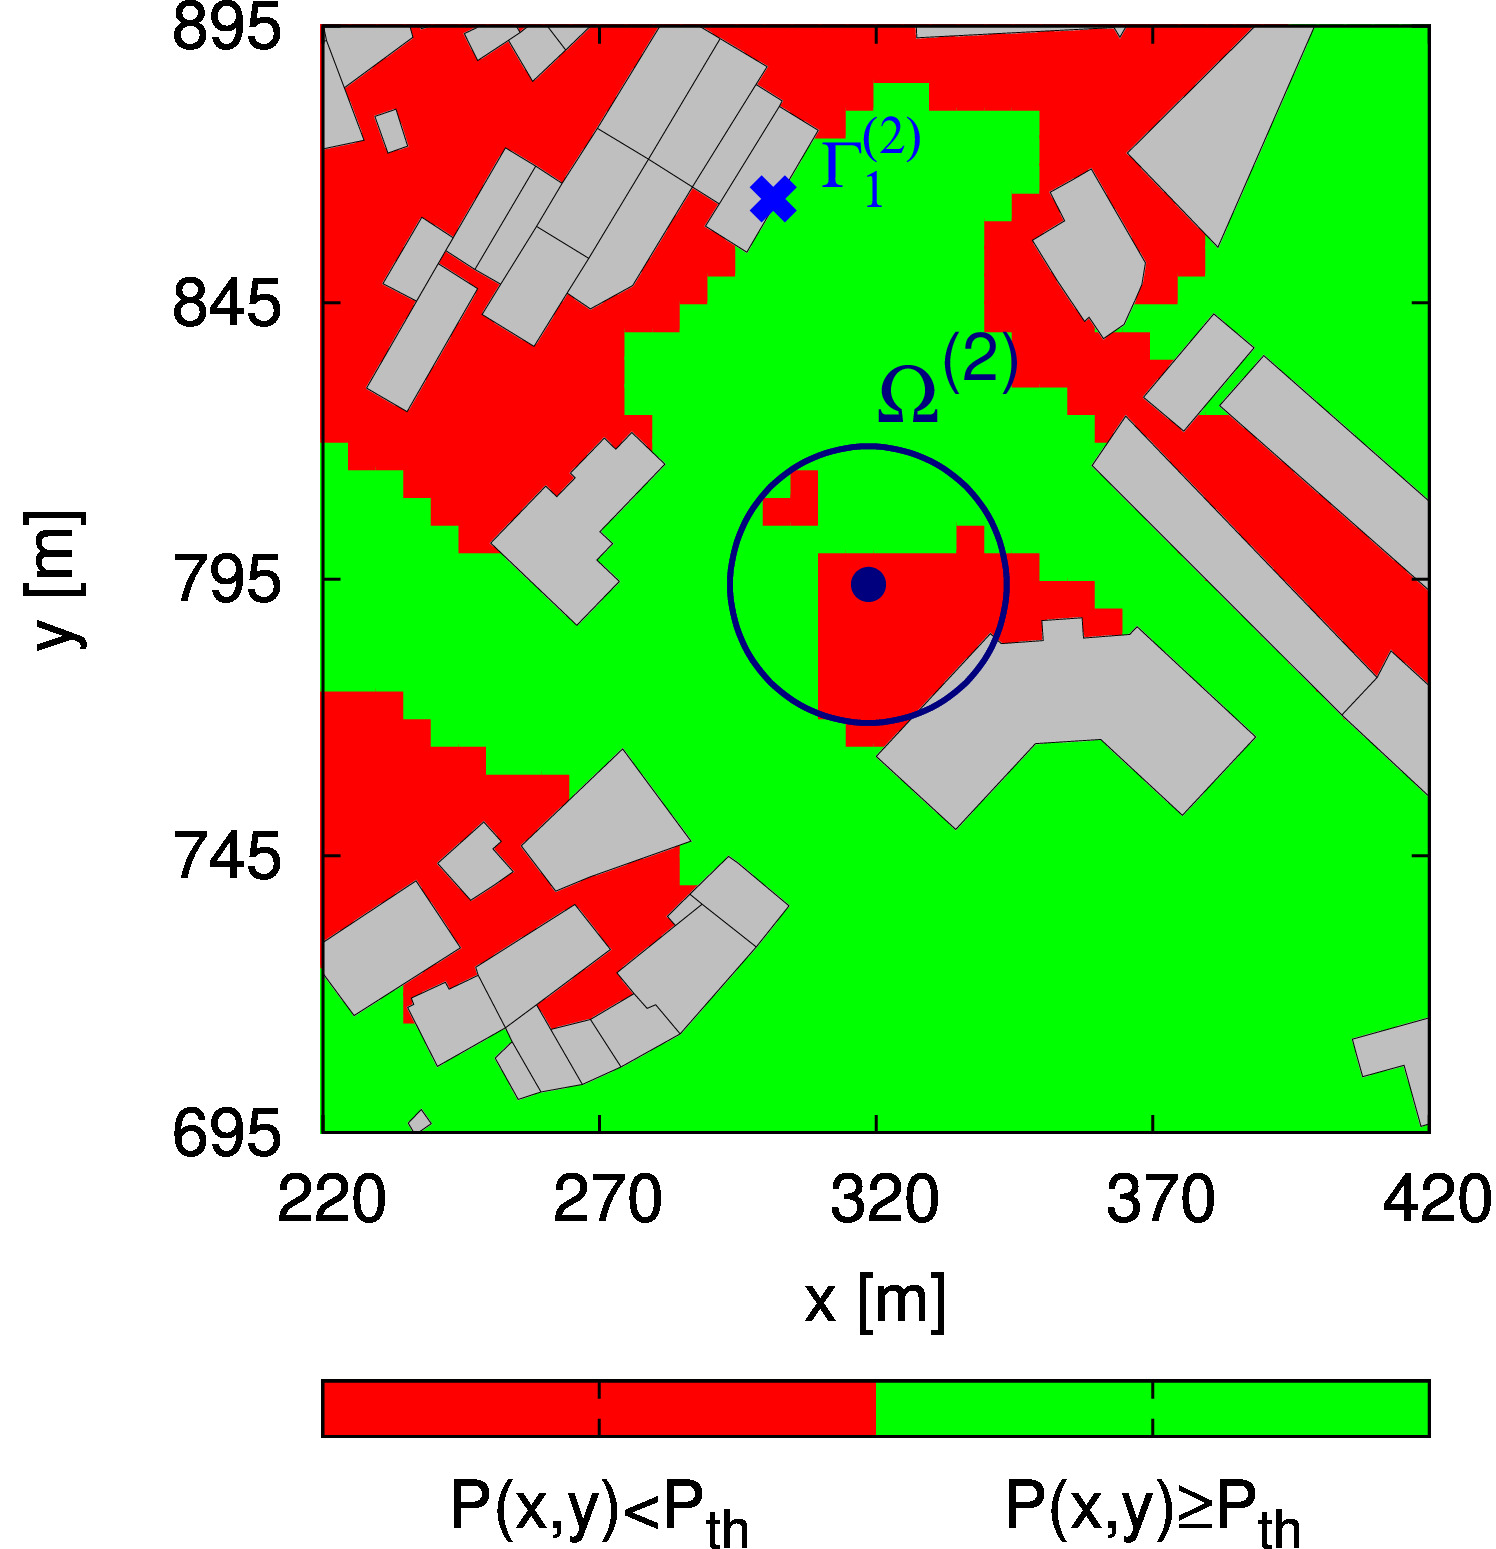 895
845
795
745
695
y [m]
Γ₁⁽²⁾
Ω⁽²⁾
220 270 320 370 420
x [m]
P(x,y)<Pth P(x,y)≥Pth